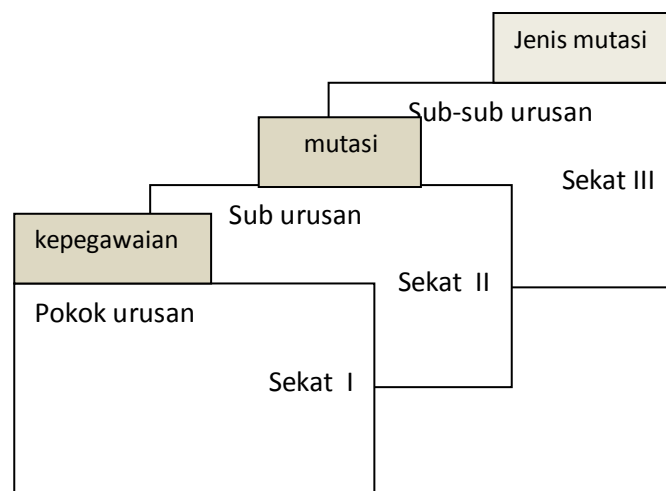 Jenis mutasi
Sub-sub urusan
mutasi
Sekat III
Sub urusan
kepegawaian
Sekat II
Pokok urusan
Sekat I